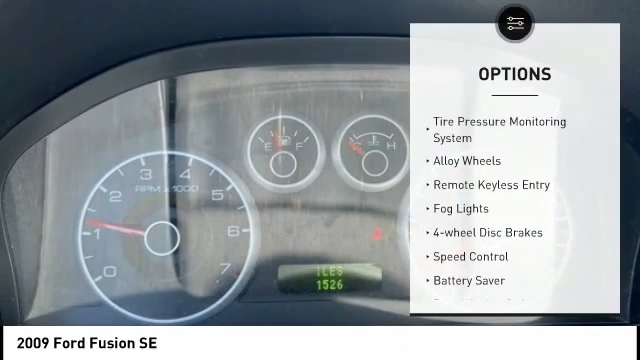 OPTIONS
‣ Tire Pressure Monitoring
System
‣ Alloy Wheels
‣ Remote Keyless Entry
‣ Fog Lights
‣ 4-wheel Disc Brakes
‣ Speed Control
‣ Battery Saver
E F
H
0 1 2 3 4 5 6 7
RPM x1000
1526
2009 Ford Fusion SE